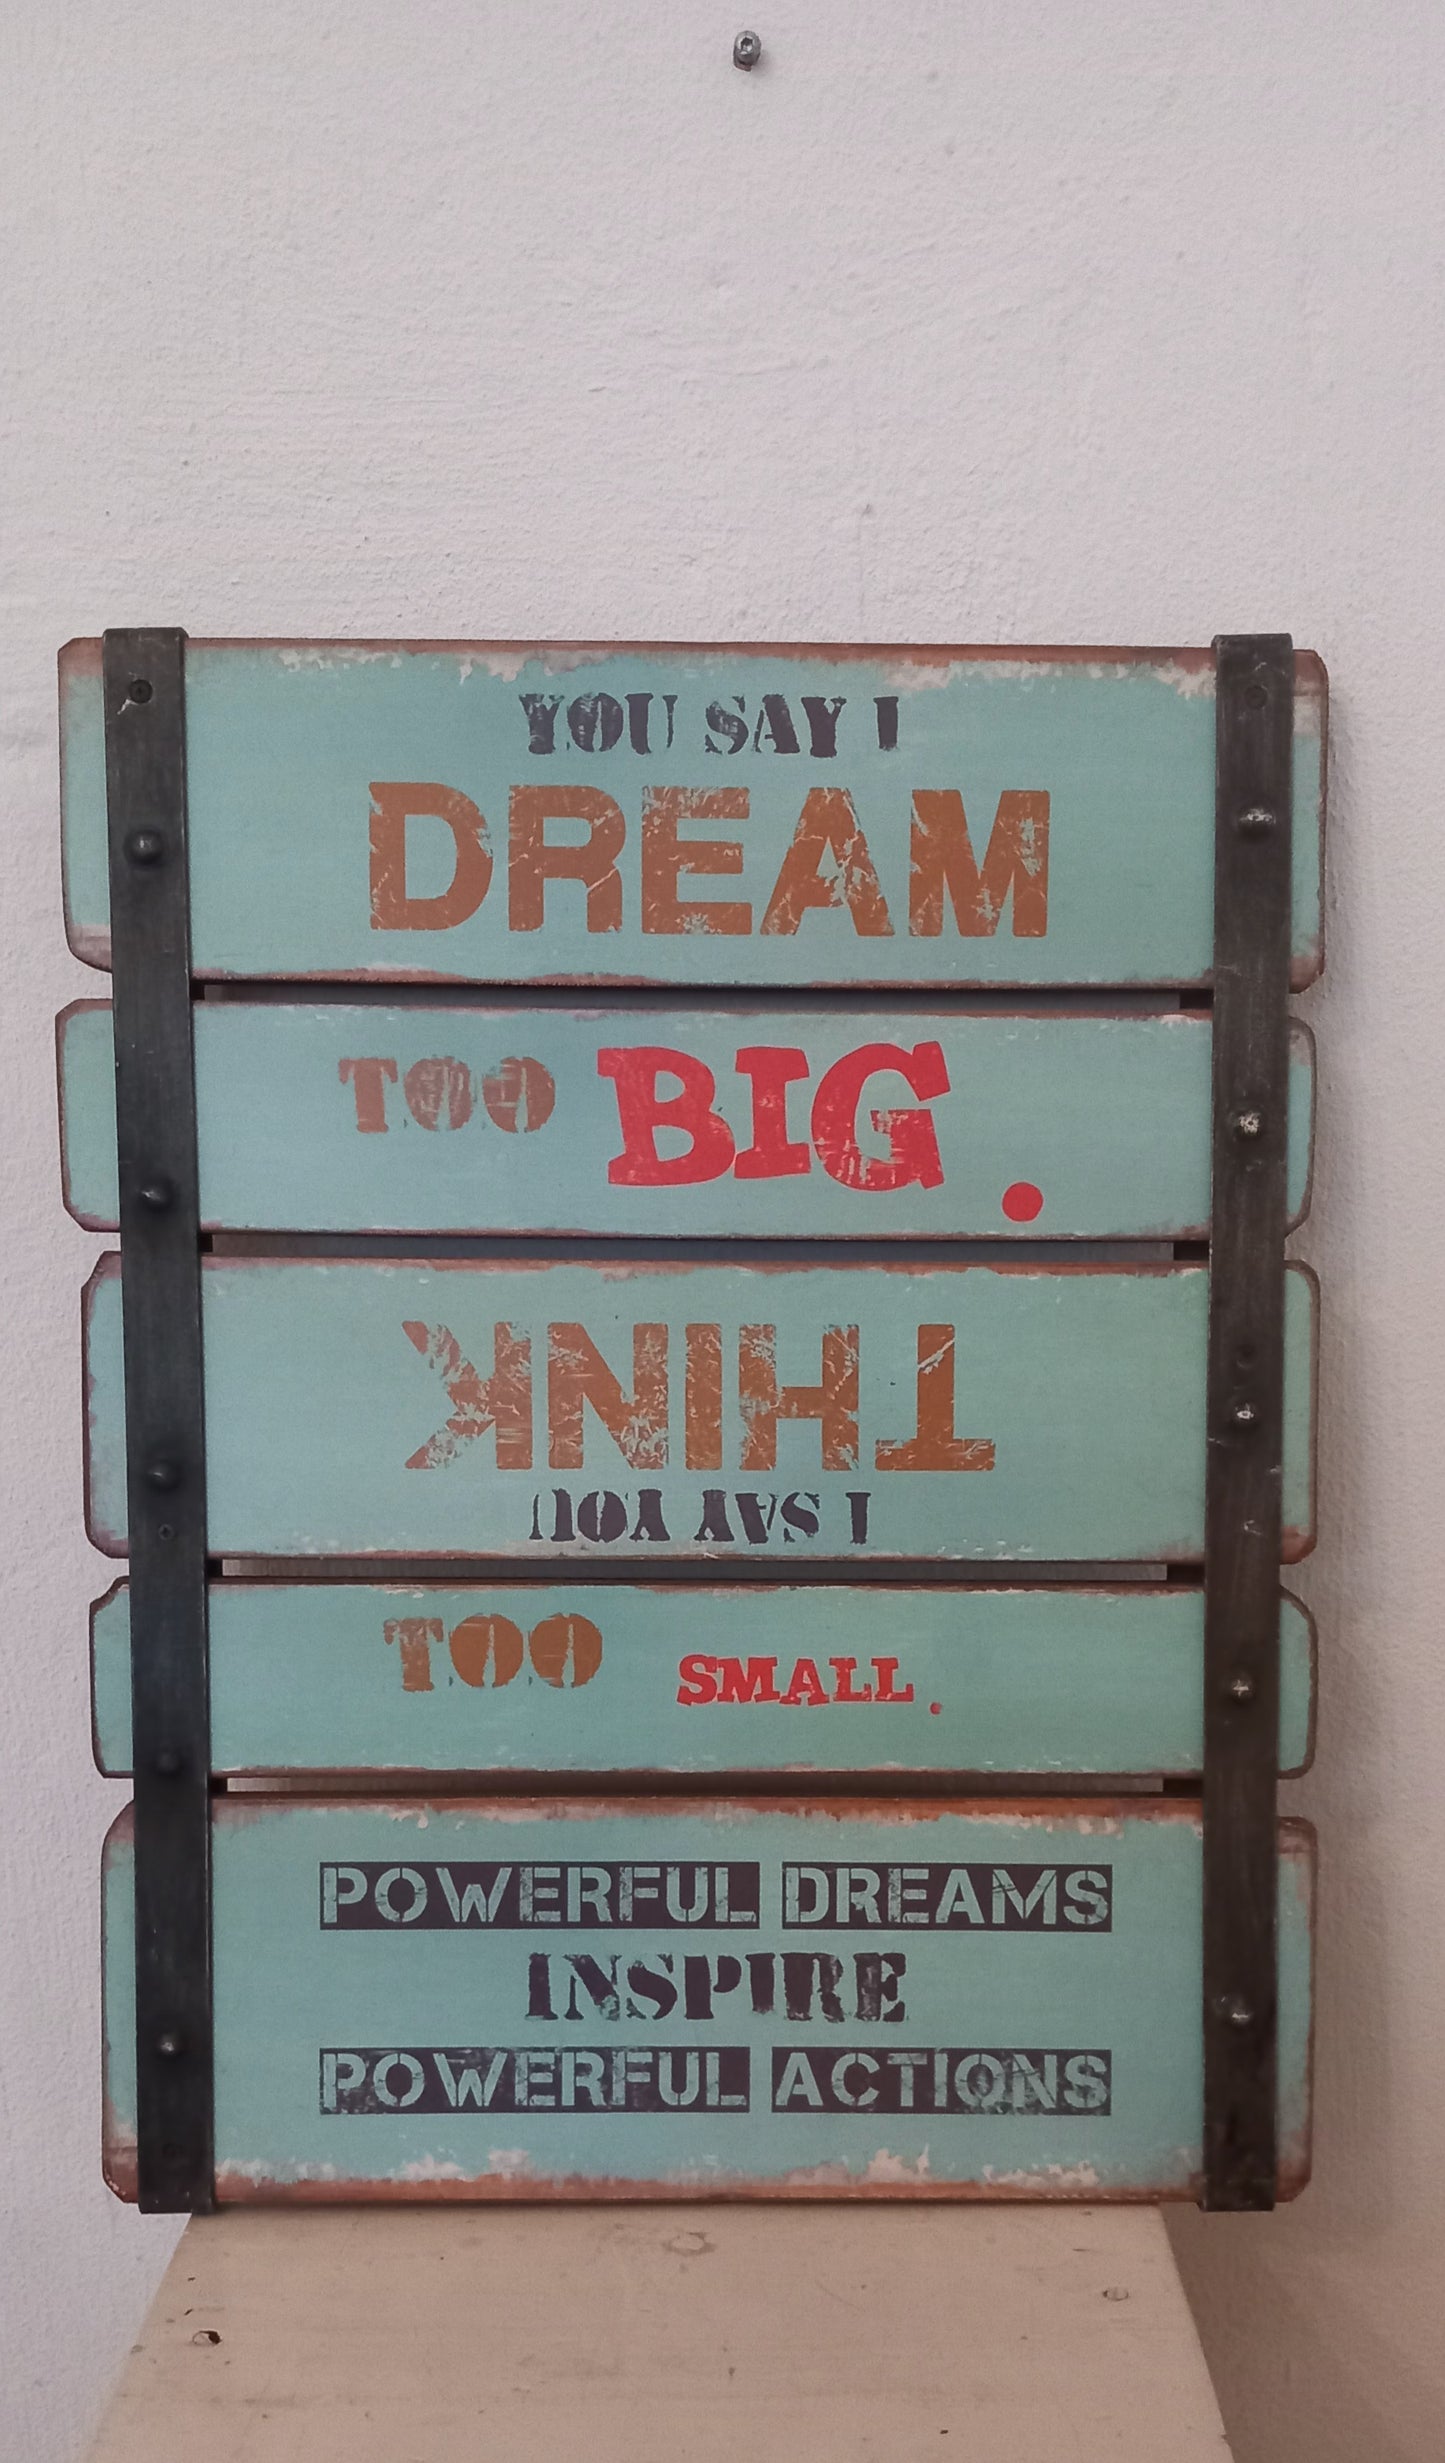 YOU SAY I
DREAM
TOO BIG.
I SAY YOU
THINK
TOO SMALL.
POWERFUL DREAMS
INSPIRE
POWERFUL ACTIONS